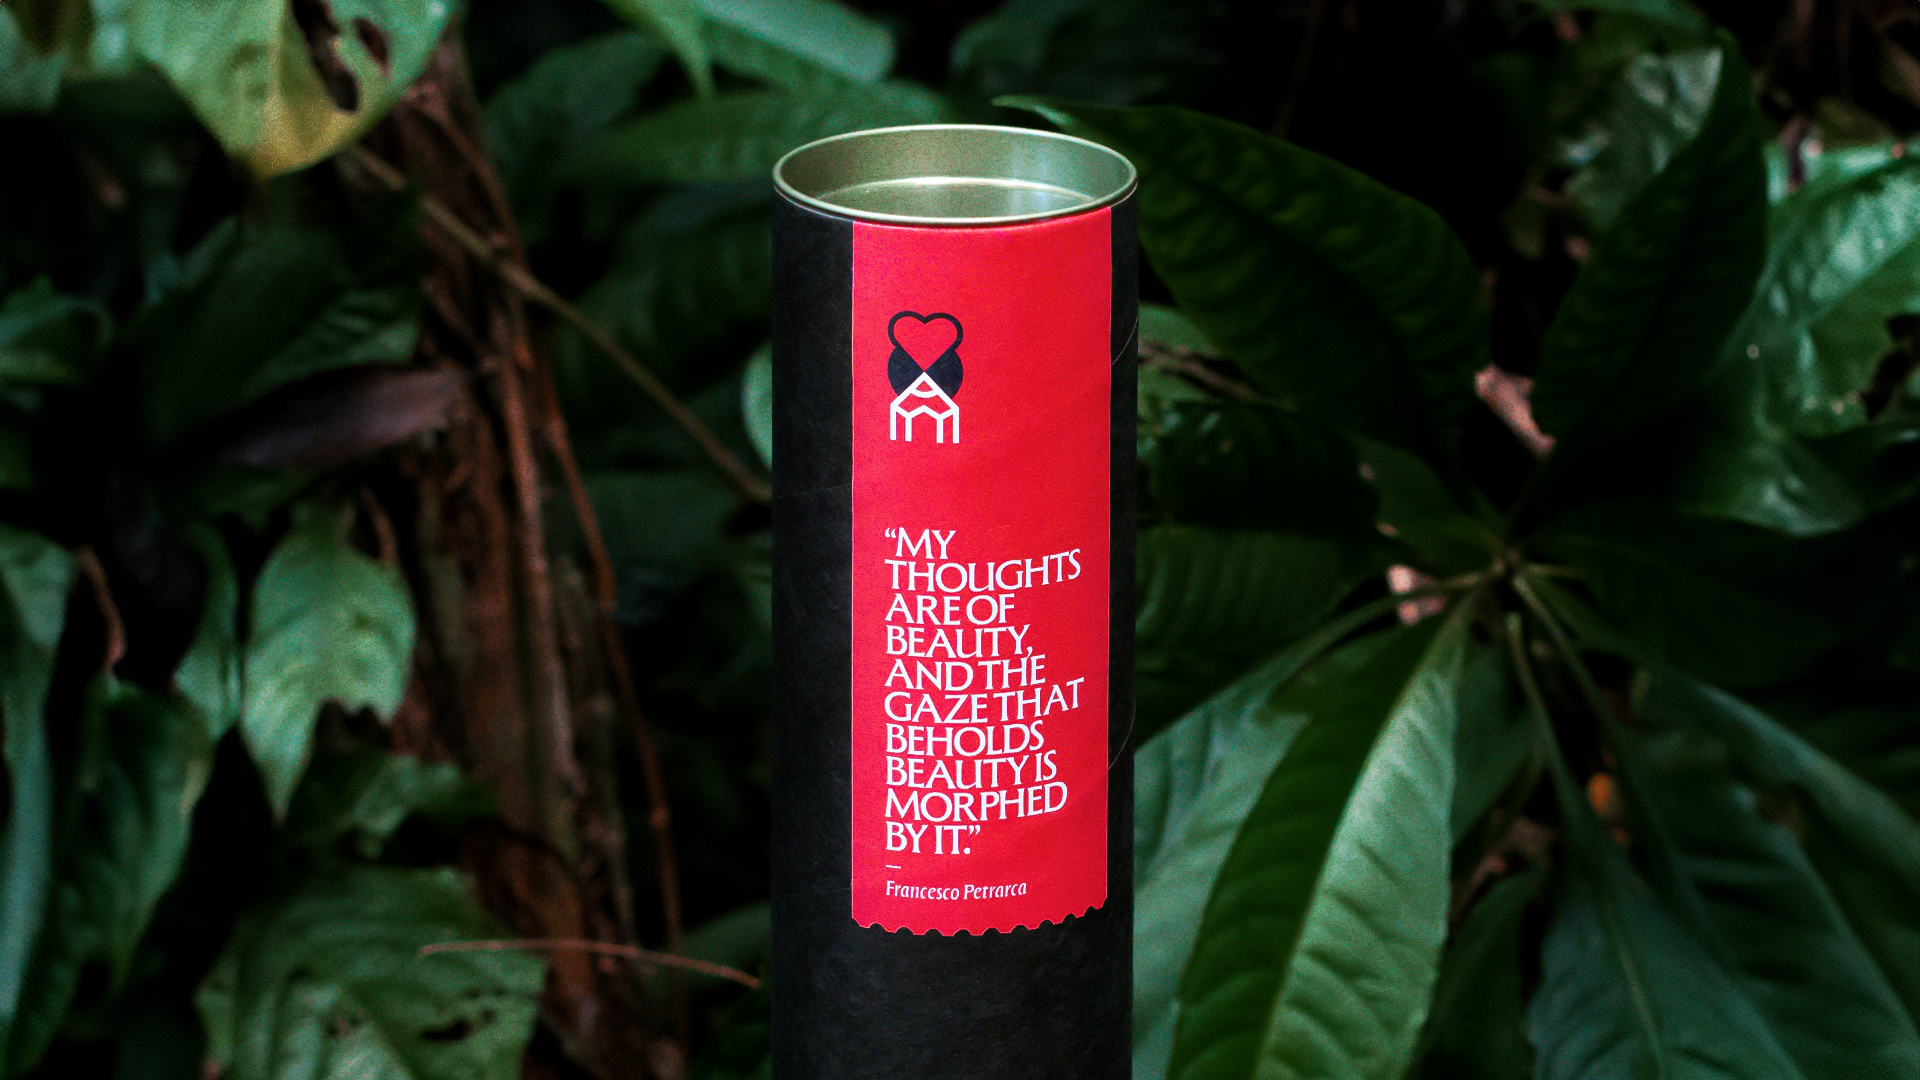 “MY
THOUGHTS
ARE OF
BEAUTY,
AND THE
GAZE THAT
BEHOLDS
BEAUTY IS
MORPHED
BY IT.”
—
Francesco Petrarca